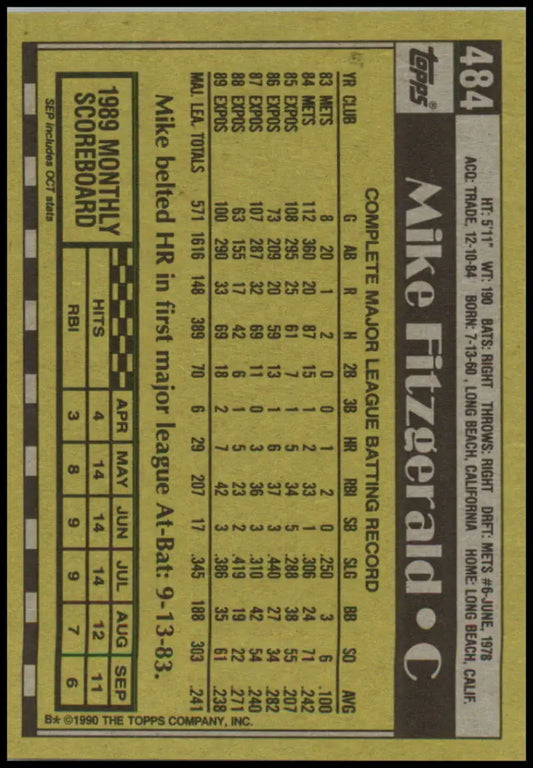 484
HT: 5'11" WT: 190 BATS: RIGHT THROWS: RIGHT DRFT: METS #6-JUNE, 1978
ACQ: TRADE, 12-10-84 BORN: 7-13-60, LONG BEACH, CALIFORNIA HOME: LONG BEACH, CALIF.
topps®
Mike Fitzgerald • C
COMPLETE MAJOR LEAGUE BATTING RECORD
YR CLUB G AB R H 2B 3B HR RBI SB SLG BB SO AVG
83 METS 8 20 1 2 0 0 1 2 0 .250 3 6 .100
84 METS 112 360 20 87 15 1 2 33 1 .306 24 71 .242
85 EXPOS 108 295 25 61 7 1 5 34 5 .288 38 55 .207
86 EXPOS 73 209 20 59 13 1 6 37 3 .440 27 34 .282
87 EXPOS 107 287 32 69 11 0 3 36 3 .310 42 54 .240
88 EXPOS 63 155 17 42 6 1 5 23 2 .419 19 22 .271
89 EXPOS 100 290 33 69 18 2 7 42 3 .386 35 61 .238
MAJ. LEA. TOTALS 571 1616 148 389 70 6 29 207 17 .345 188 303 .241
Mike belted HR in first major league At-Bat: 9-13-83.
1989 MONTHLY
SCOREBOARD
APR MAY JUN JUL AUG SEP
HITS 4 14 14 14 12 11
RBI 3 8 9 9 7 6
SEP includes OCT stats
B* ©1990 THE TOPPS COMPANY, INC.